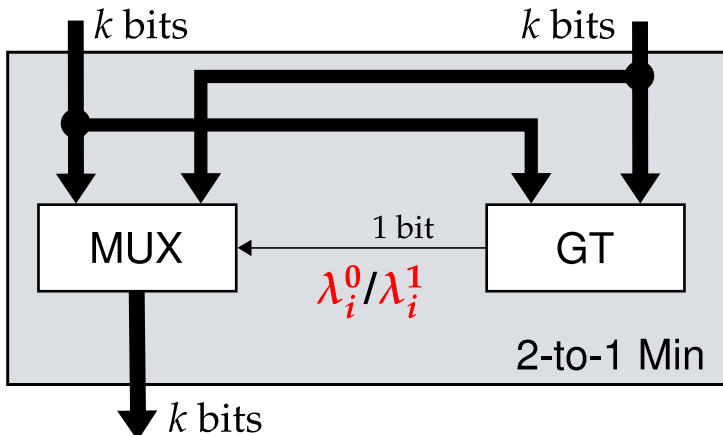 k bits
k bits
MUX
1 bit
GT
λ_i^0/λ_i^1
2-to-1 Min
k bits